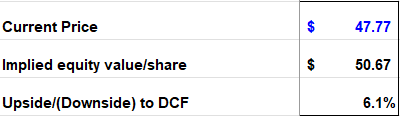 Current Price $ 47.77
Implied equity value/share $ 50.67
Upside/(Downside) to DCF 6.1%